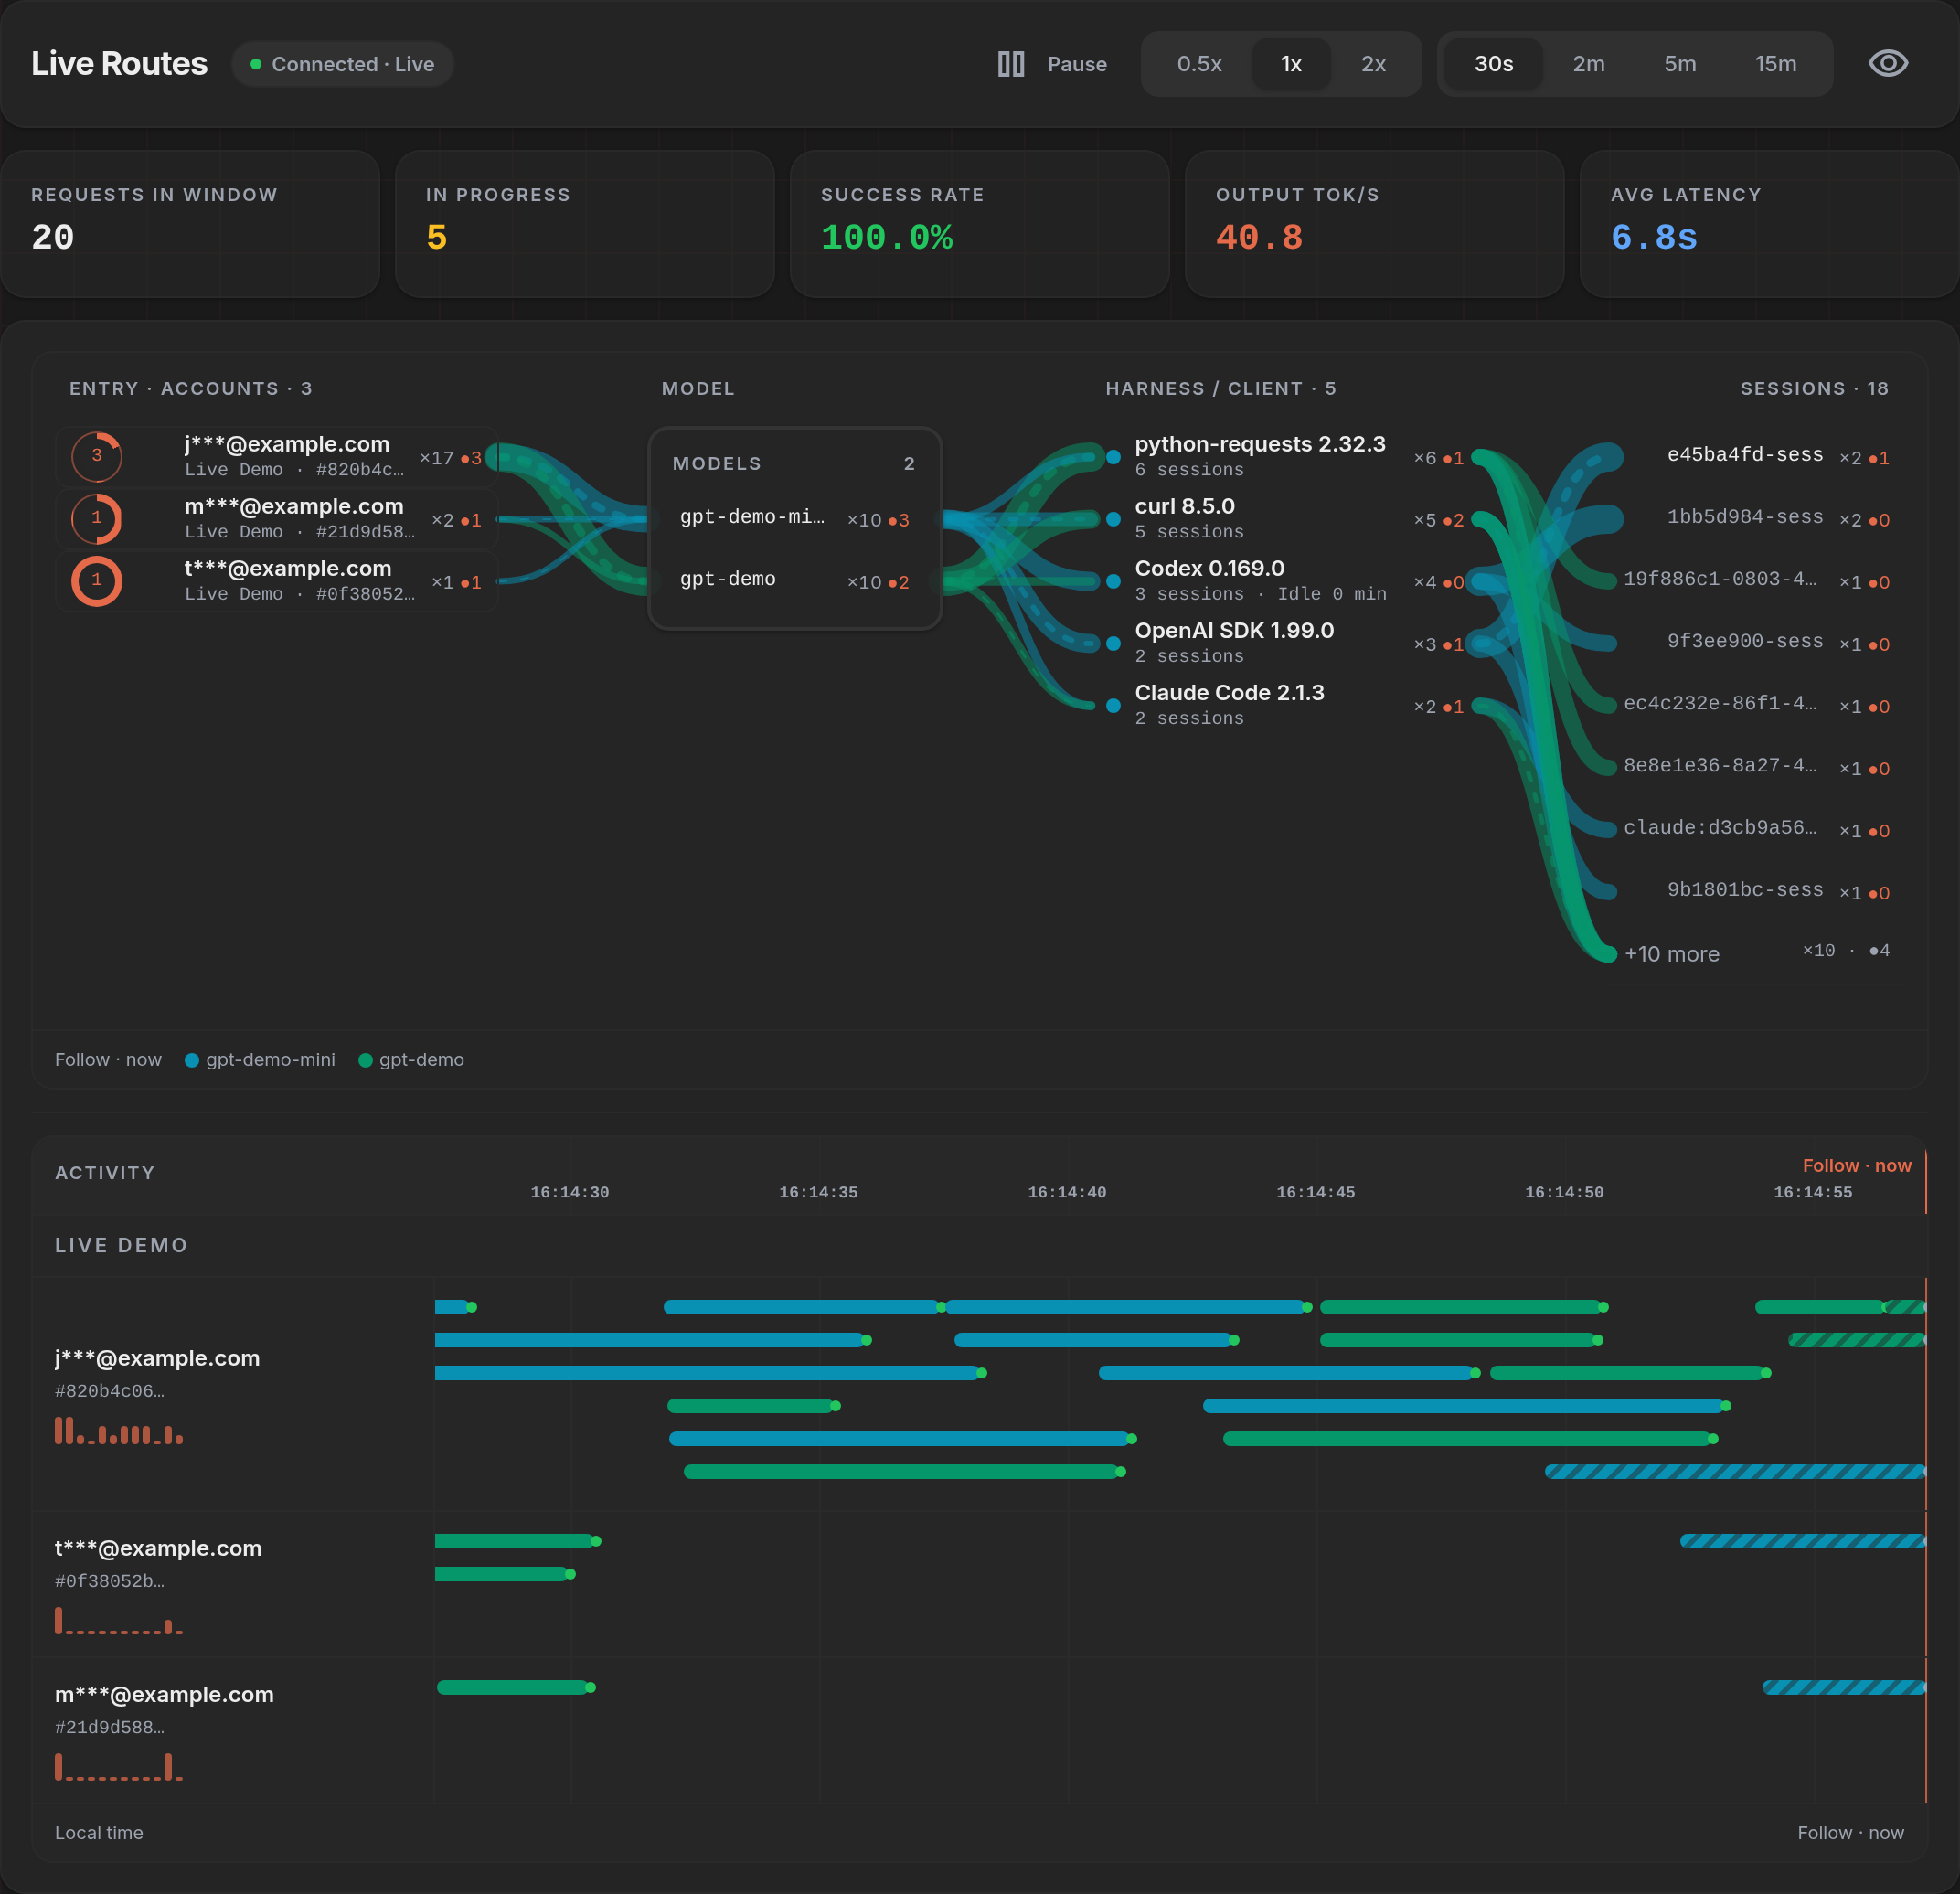 Live Routes
Connected · Live
Pause
0.5x 1x 2x
30s 2m 5m 15m
REQUESTS IN WINDOW
20
IN PROGRESS
5
SUCCESS RATE
100.0%
OUTPUT TOK/S
40.8
AVG LATENCY
6.8s
ENTRY · ACCOUNTS · 3
3
j***@example.com
Live Demo · #820b4c…
×17 ●3
1
m***@example.com
Live Demo · #21d9d58…
×2 ●1
1
t***@example.com
Live Demo · #0f38052…
×1 ●1
MODEL
MODELS 2
gpt-demo-mi… ×10 ●3
gpt-demo ×10 ●2
HARNESS / CLIENT · 5
python-requests 2.32.3
6 sessions
×6 ●1
curl 8.5.0
5 sessions
×5 ●2
Codex 0.169.0
3 sessions · Idle 0 min
×4 ●0
OpenAI SDK 1.99.0
2 sessions
×3 ●1
Claude Code 2.1.3
2 sessions
×2 ●1
SESSIONS · 18
e45ba4fd-sess ×2 ●1
1bb5d984-sess ×2 ●0
19f886c1-0803-4… ×1 ●0
9f3ee900-sess ×1 ●0
ec4c232e-86f1-4… ×1 ●0
8e8e1e36-8a27-4… ×1 ●0
claude:d3cb9a56… ×1 ●0
9b1801bc-sess ×1 ●0
+10 more ×10 · ●4
Follow · now
gpt-demo-mini
gpt-demo
ACTIVITY
Follow · now
16:14:30 16:14:35 16:14:40 16:14:45 16:14:50 16:14:55
LIVE DEMO
j***@example.com
#820b4c06…
t***@example.com
#0f38052b…
m***@example.com
#21d9d588…
Local time
Follow · now